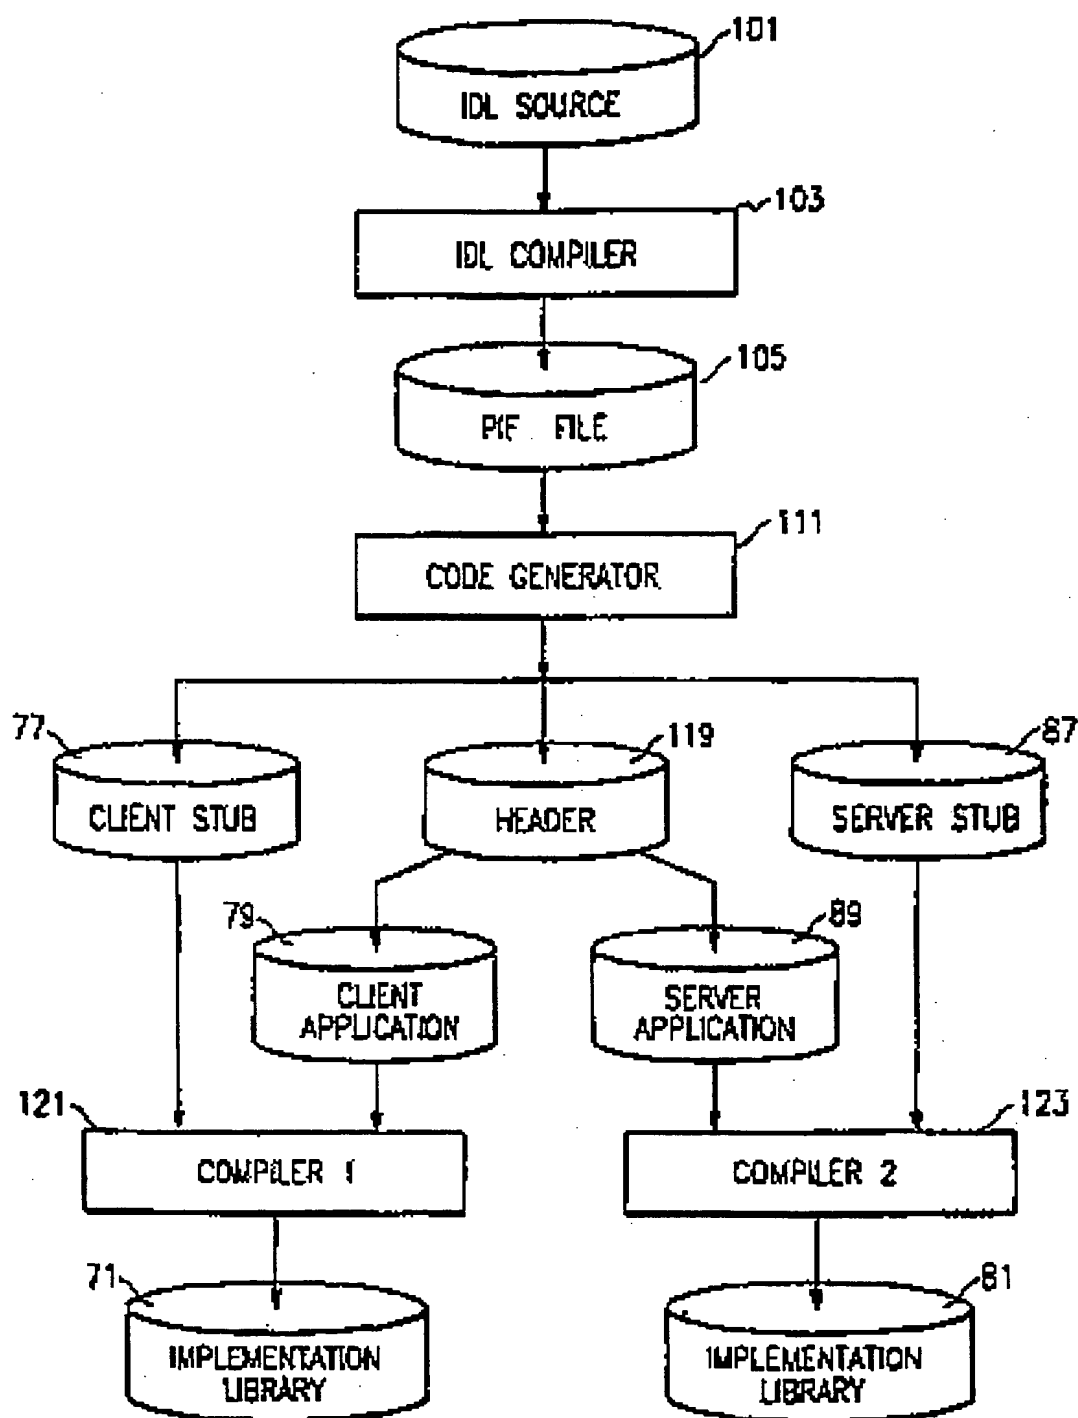 101
IDL SOURCE
103
IDL COMPILER
105
PIF FILE
111
CODE GENERATOR
77
119
87
CLIENT STUB
HEADER
SERVER STUB
79
89
CLIENT
APPLICATION
SERVER
APPLICATION
121
123
COMPILER 1
COMPILER 2
71
81
IMPLEMENTATION
LIBRARY
IMPLEMENTATION
LIBRARY